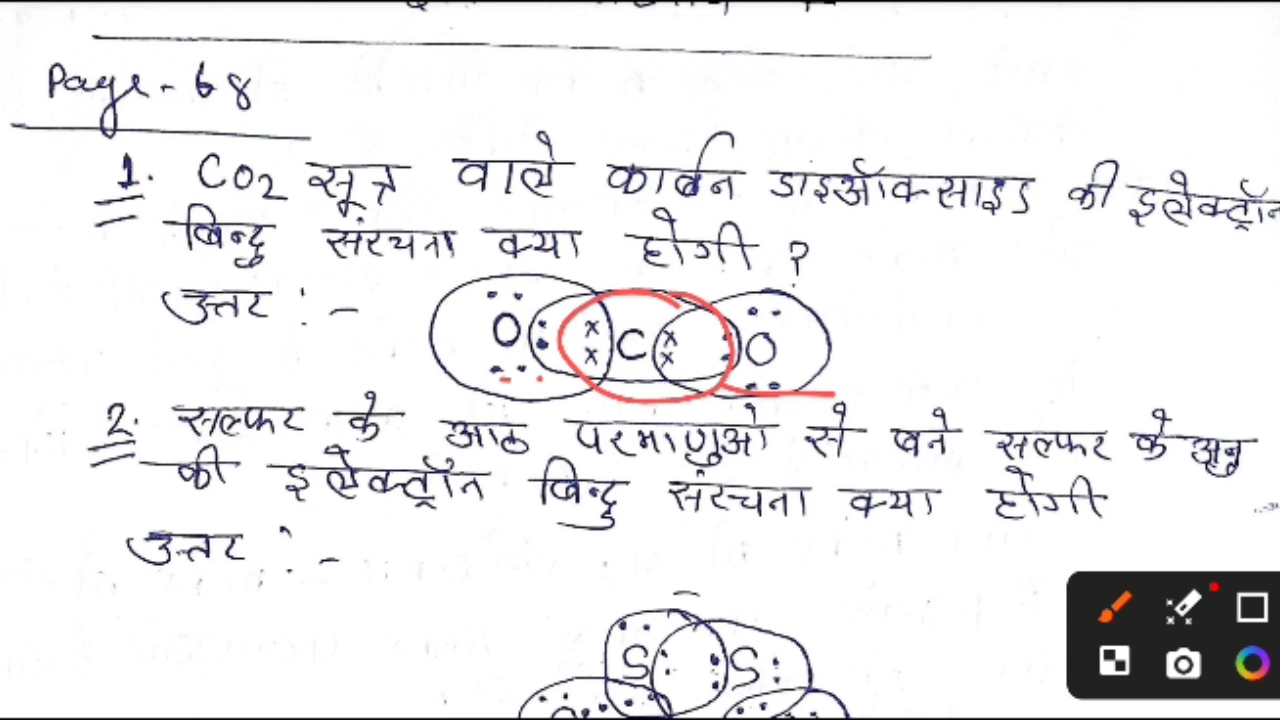 Page - 68
1. CO2 सूत्र वाले कार्बन डाइऑक्साइड की इलेक्ट्रॉन
बिन्दु संरचना क्या होगी ?
उत्तर : - O C O
2. सल्फर के आठ परमाणुओ से बने सल्फर के अनु
की इलेक्ट्रॉन बिन्दु संरचना क्या होगी
उत्तर : -
S S